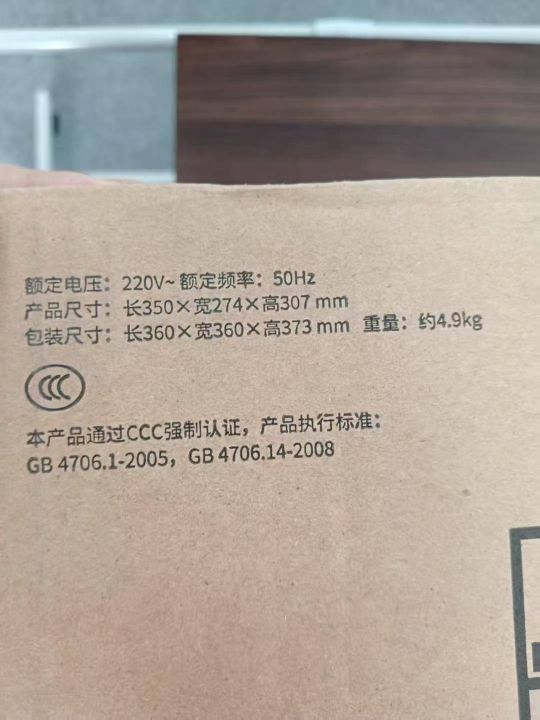 额定电压：220V~ 额定频率：50Hz
产品尺寸：长350×宽274×高307 mm
包装尺寸：长360×宽360×高373 mm 重量：约4.9kg
CCC
本产品通过CCC强制认证，产品执行标准：
GB 4706.1-2005，GB 4706.14-2008